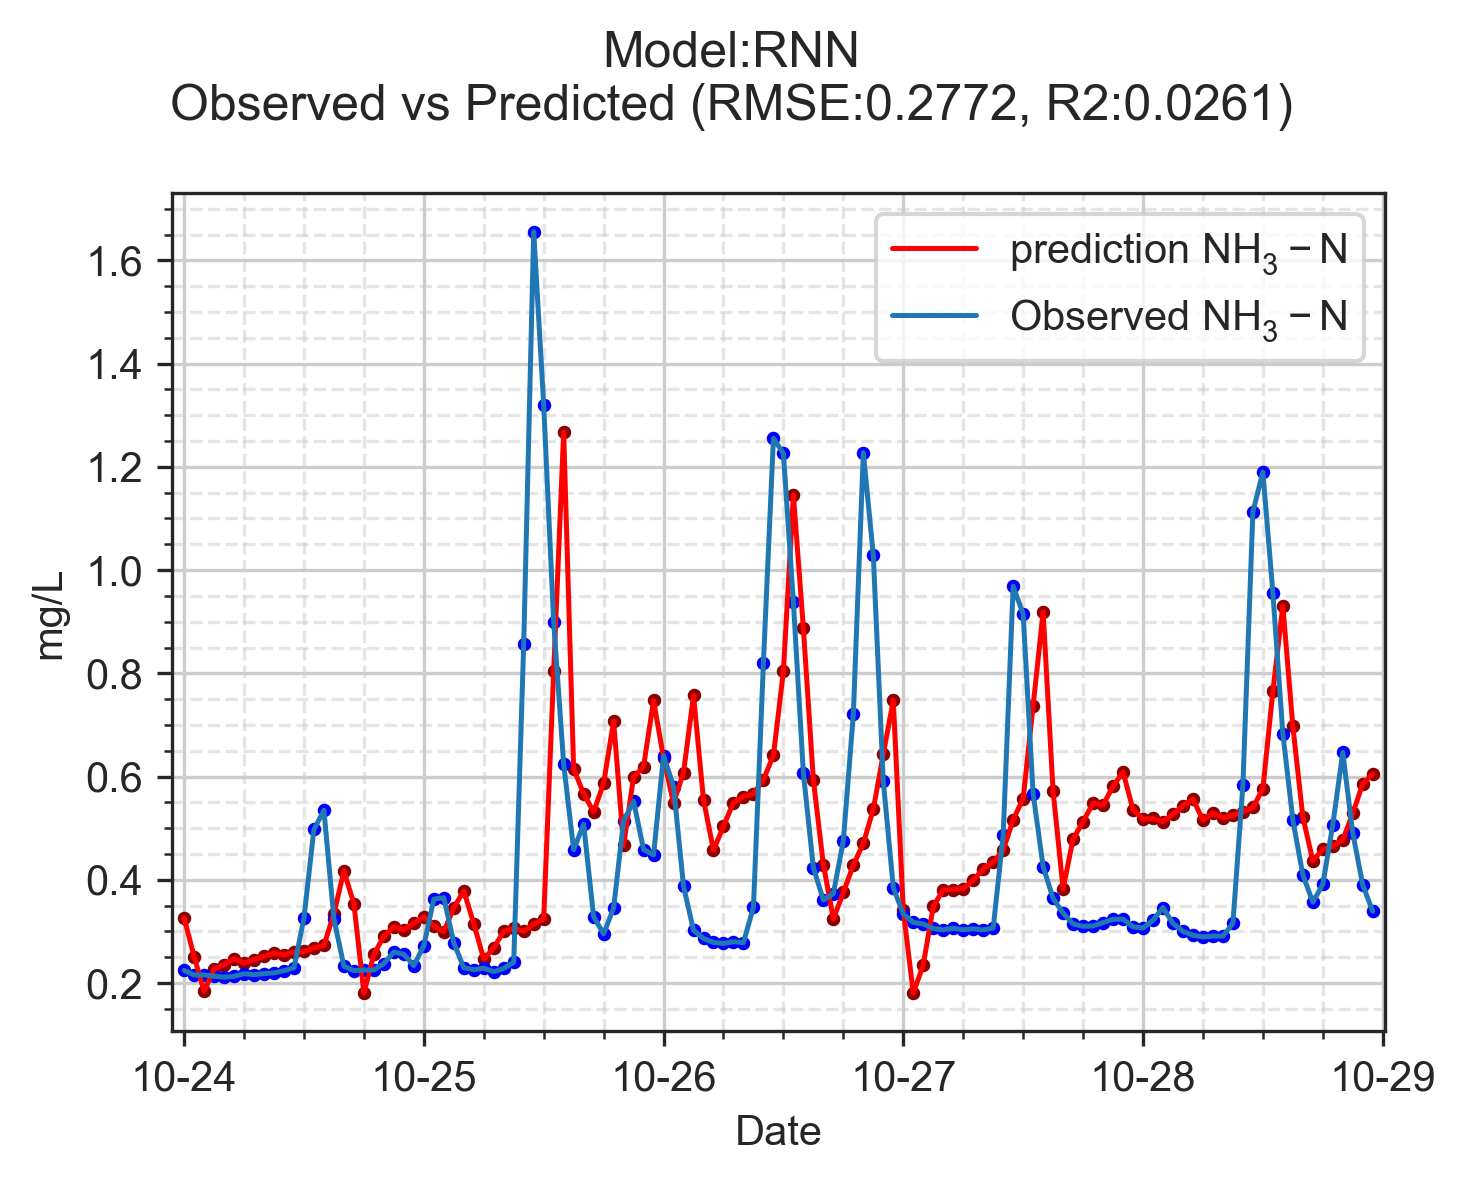 Model:RNN
Observed vs Predicted (RMSE:0.2772, R2:0.0261)
prediction NH₃ − N
Observed NH₃ − N
1.6
1.4
1.2
1.0
0.8
0.6
0.4
0.2
mg/L
10-24 10-25 10-26 10-27 10-28 10-29
Date